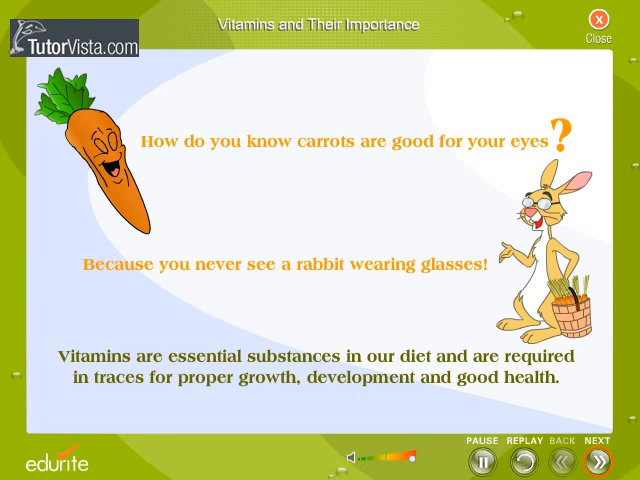 Vitamins and Their Importance
TutorVista.com
Close
How do you know carrots are good for your eyes?
Because you never see a rabbit wearing glasses!
Vitamins are essential substances in our diet and are required
in traces for proper growth, development and good health.
edurite
PAUSE REPLAY BACK NEXT